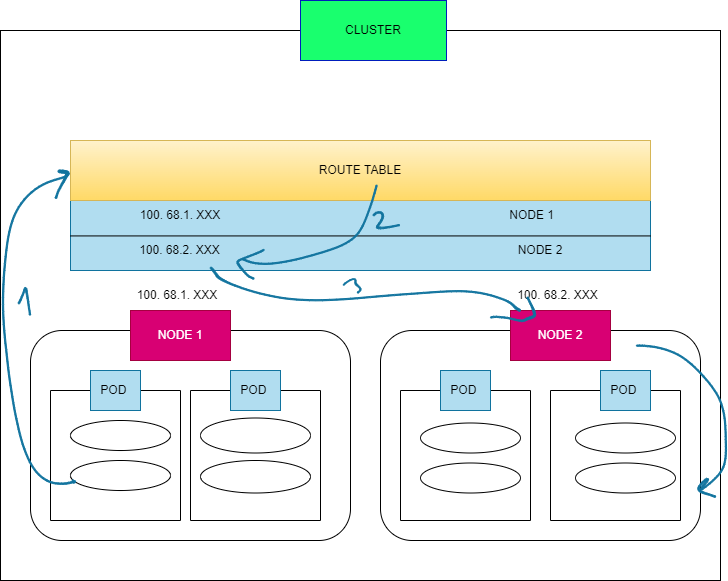 CLUSTER
ROUTE TABLE
100. 68.1. XXX NODE 1
2
100. 68.2. XXX NODE 2
3
1
100. 68.1. XXX 100. 68.2. XXX
NODE 1 NODE 2
POD POD POD POD